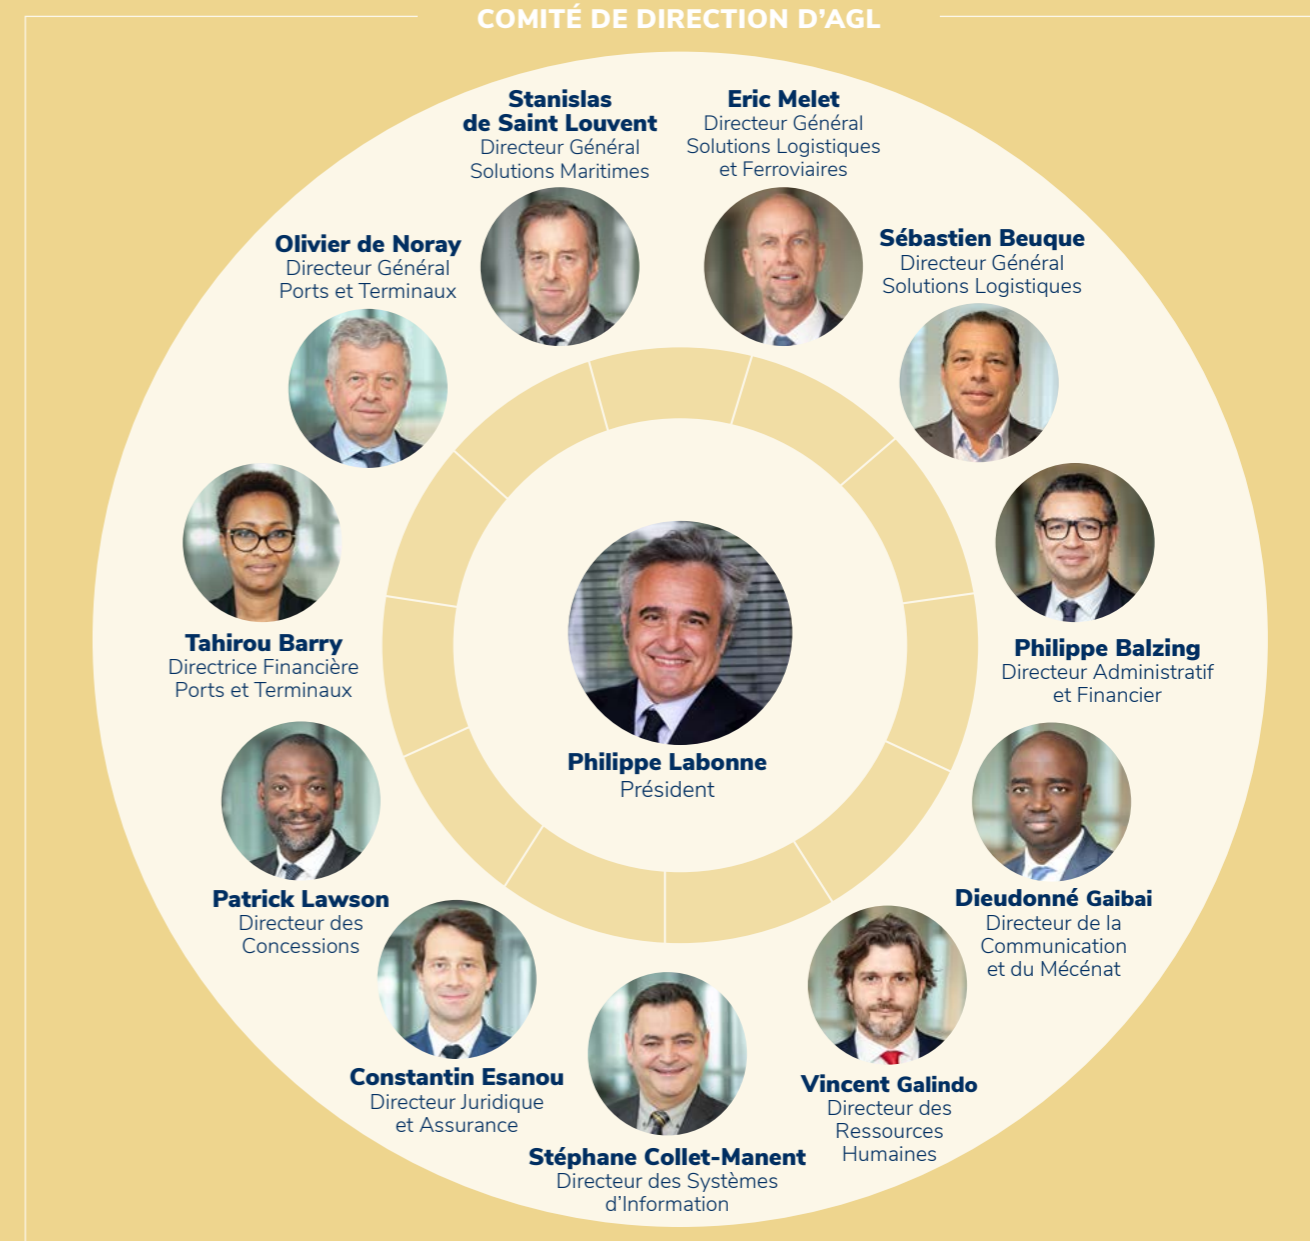 COMITÉ DE DIRECTION D’AGL
Stanislas
de Saint Louvent
Directeur Général
Solutions Maritimes
Eric Melet
Directeur Général
Solutions Logistiques
et Ferroviaires
Olivier de Noray
Directeur Général
Ports et Terminaux
Sébastien Beuque
Directeur Général
Solutions Logistiques
Tahirou Barry
Directrice Financière
Ports et Terminaux
Philippe Balzing
Directeur Administratif
et Financier
Philippe Labonne
Président
Patrick Lawson
Directeur des
Concessions
Dieudonné Gaibai
Directeur de la
Communication
et du Mécénat
Constantin Esanou
Directeur Juridique
et Assurance
Vincent Galindo
Directeur des
Ressources
Humaines
Stéphane Collet-Manent
Directeur des Systèmes
d’Information